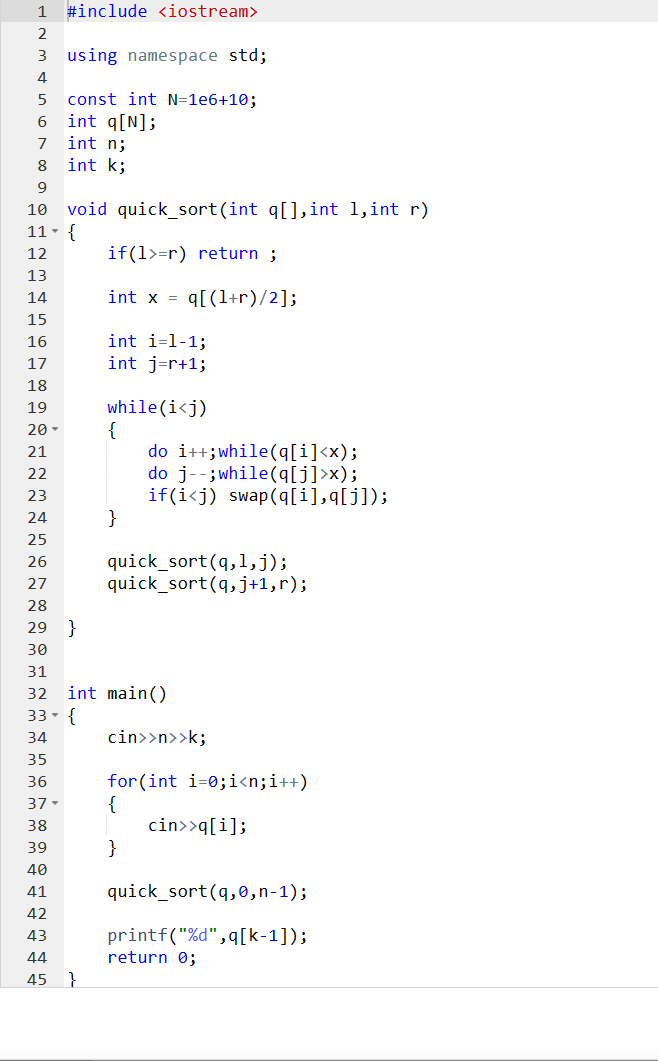 1 #include <iostream>
2
3 using namespace std;
4
5 const int N=1e6+10;
6 int q[N];
7 int n;
8 int k;
9
10 void quick_sort(int q[],int l,int r)
11 {
12     if(l>=r) return ;
13
14     int x = q[(l+r)/2];
15
16     int i=l-1;
17     int j=r+1;
18
19     while(i<j)
20     {
21         do i++;while(q[i]<x);
22         do j--;while(q[j]>x);
23         if(i<j) swap(q[i],q[j]);
24     }
25
26     quick_sort(q,l,j);
27     quick_sort(q,j+1,r);
28
29 }
30
31
32 int main()
33 {
34     cin>>n>>k;
35
36     for(int i=0;i<n;i++)
37     {
38         cin>>q[i];
39     }
40
41     quick_sort(q,0,n-1);
42
43     printf("%d",q[k-1]);
44     return 0;
45 }